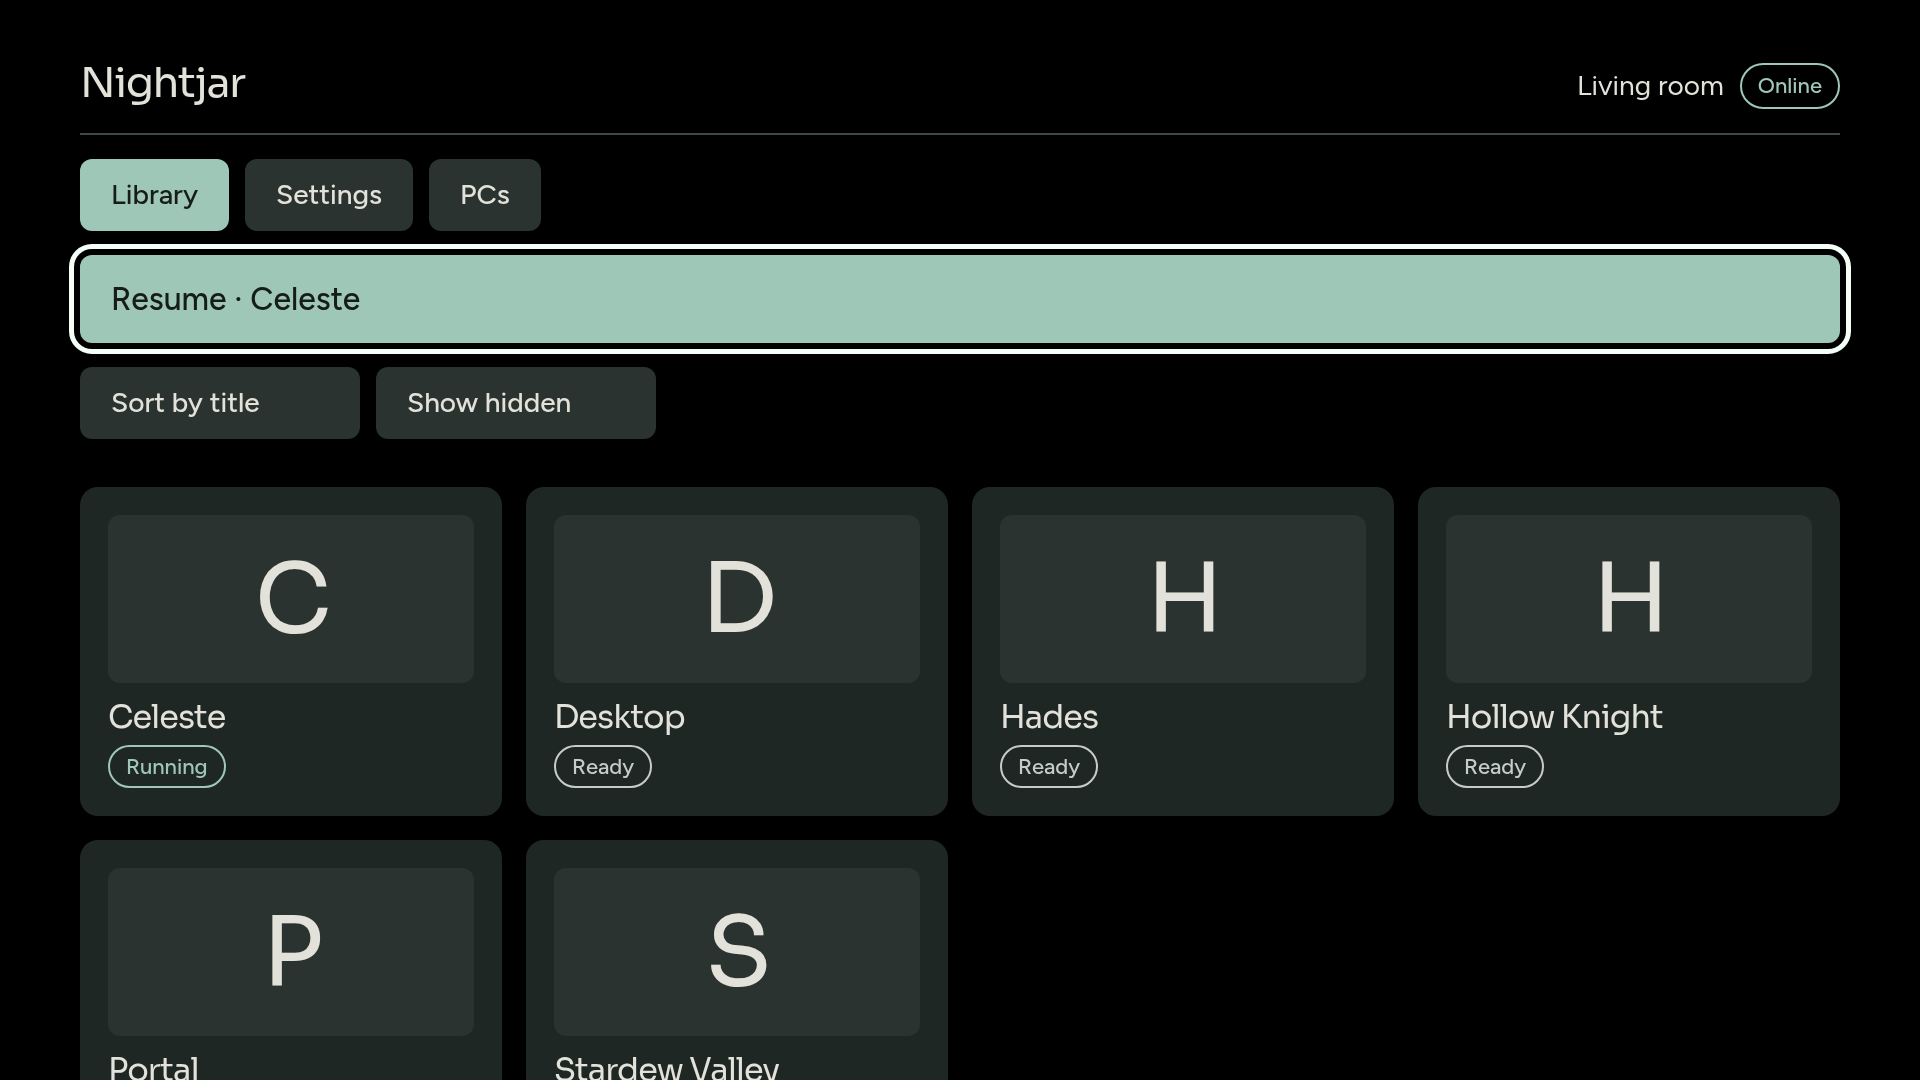 Nightjar
Living room
Online
Library
Settings
PCs
Resume · Celeste
Sort by title
Show hidden
C
D
H
H
Celeste
Desktop
Hades
Hollow Knight
Running
Ready
Ready
Ready
P
S
Portal
Stardew Valley